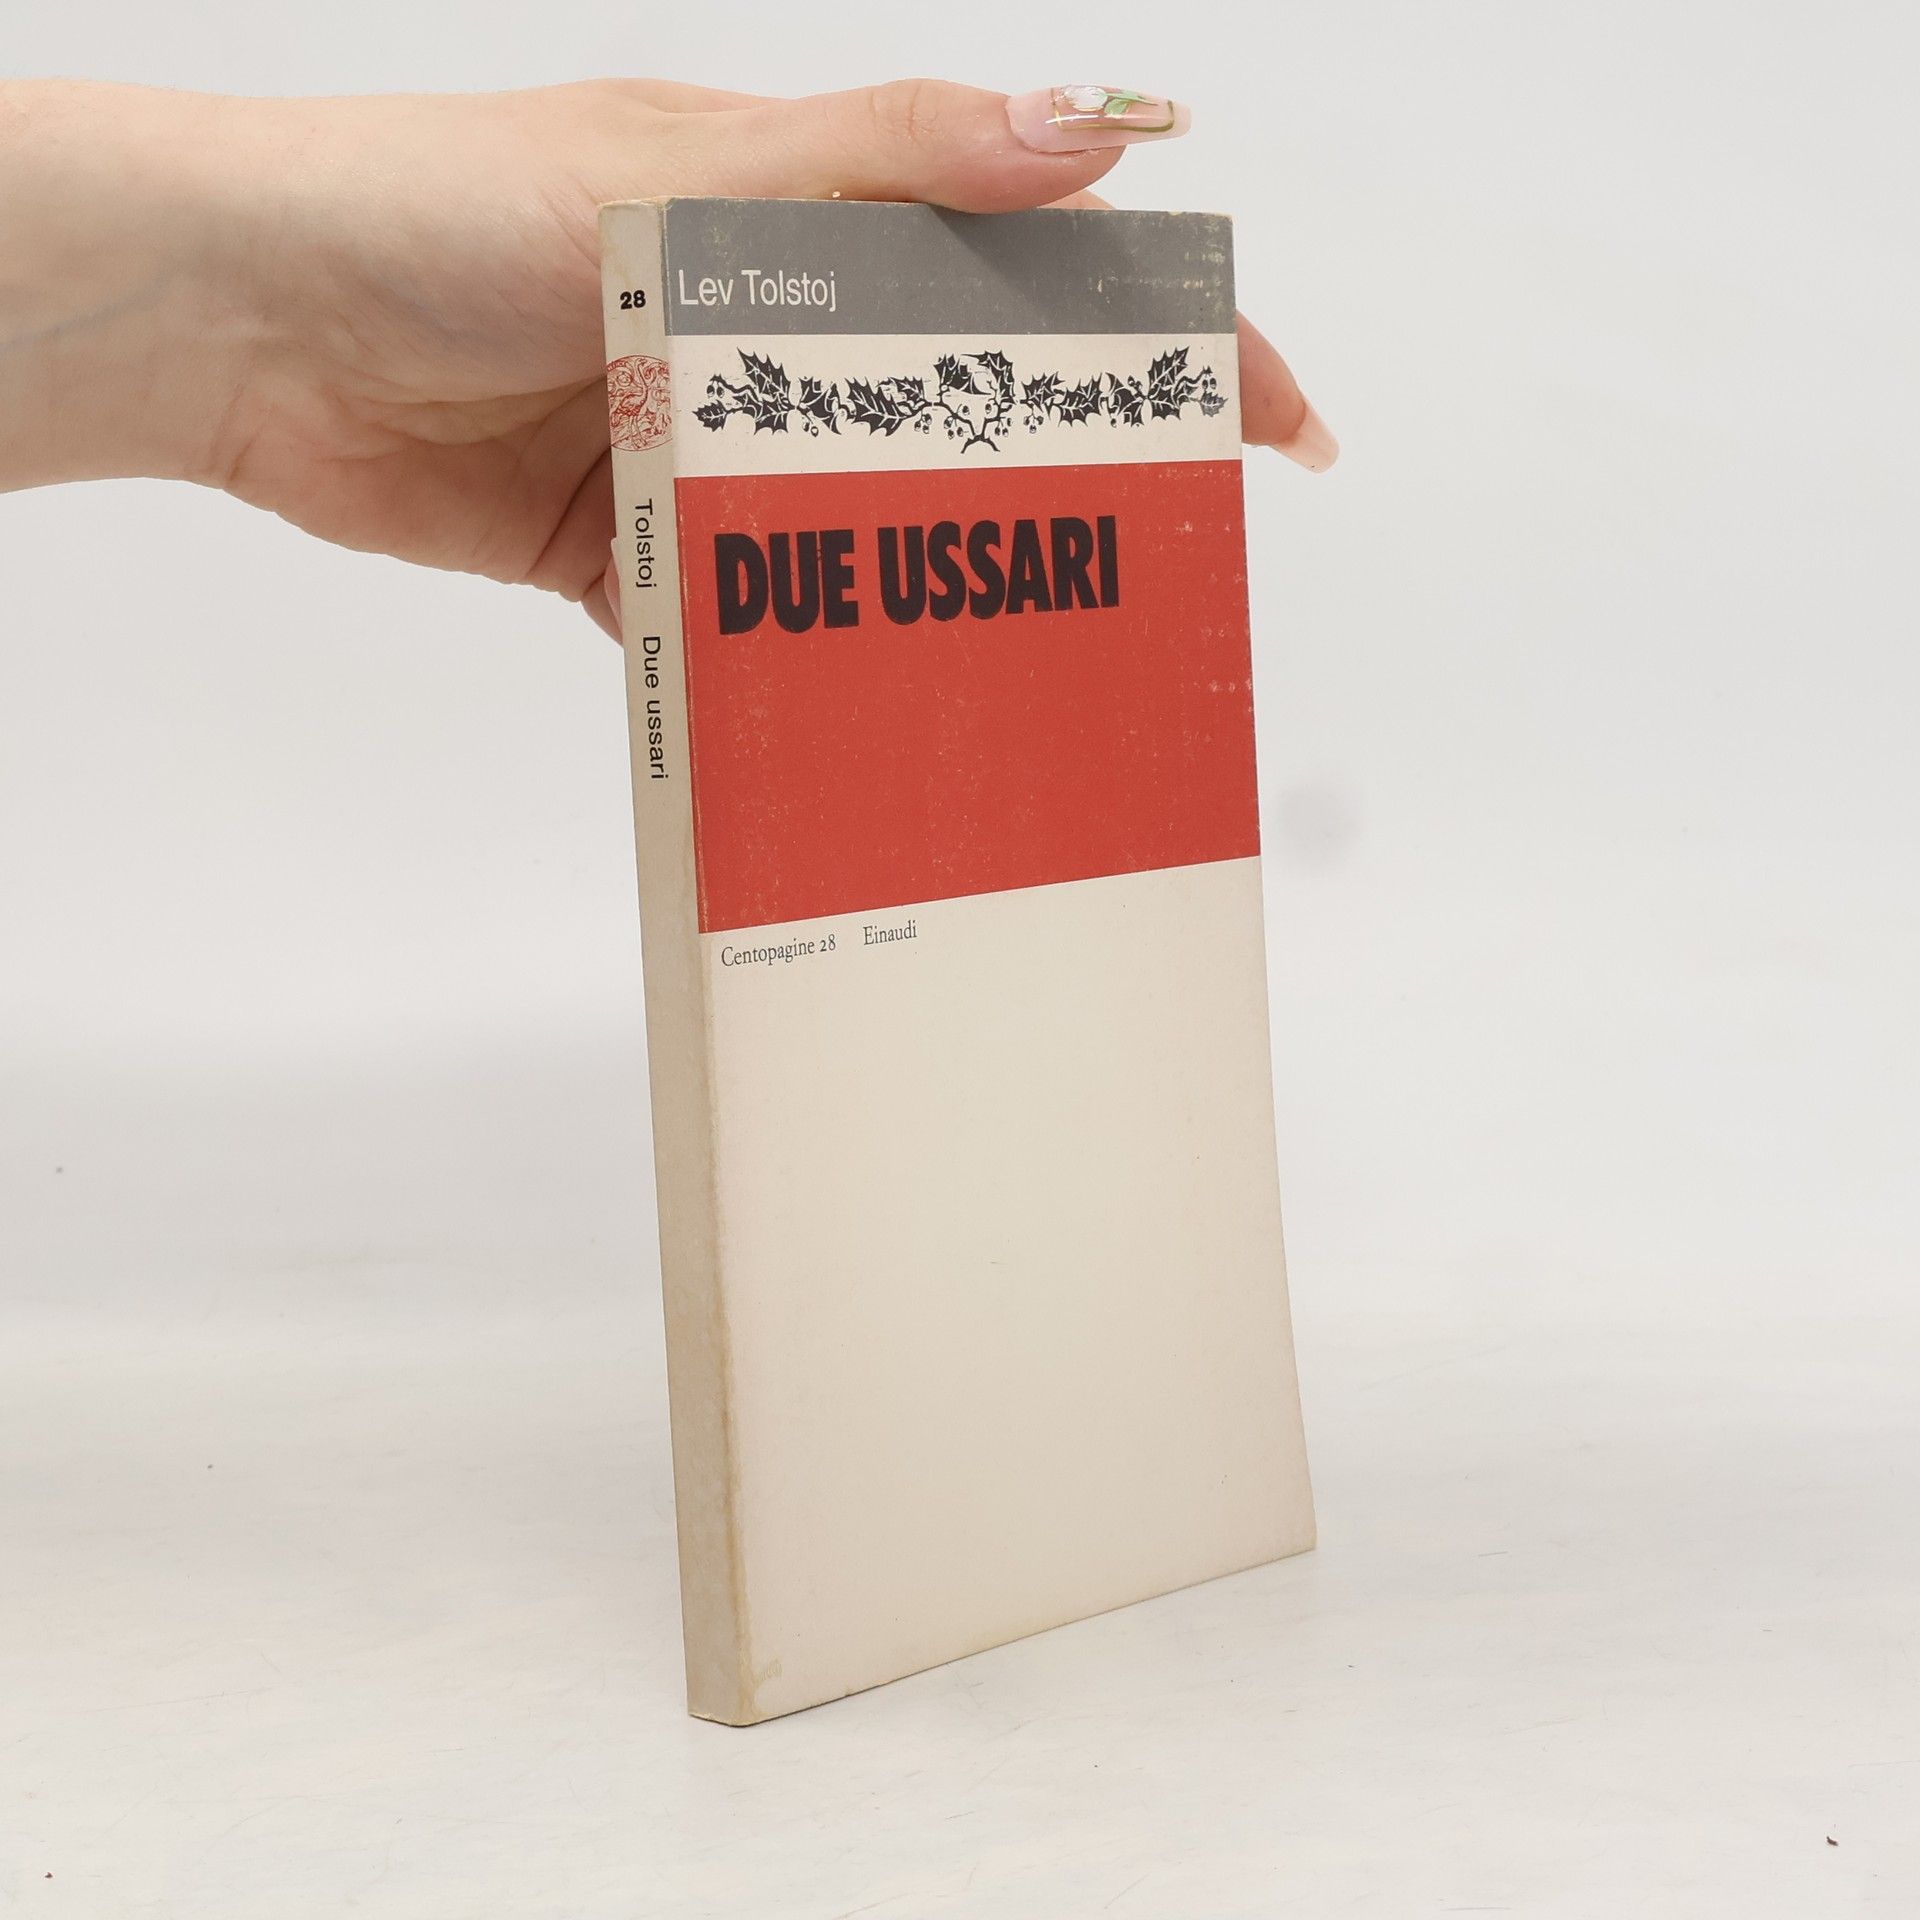 28
Tolstoj Due ussari
Lev Tolstoj
DUE USSARI
Centopagine 28 Einaudi